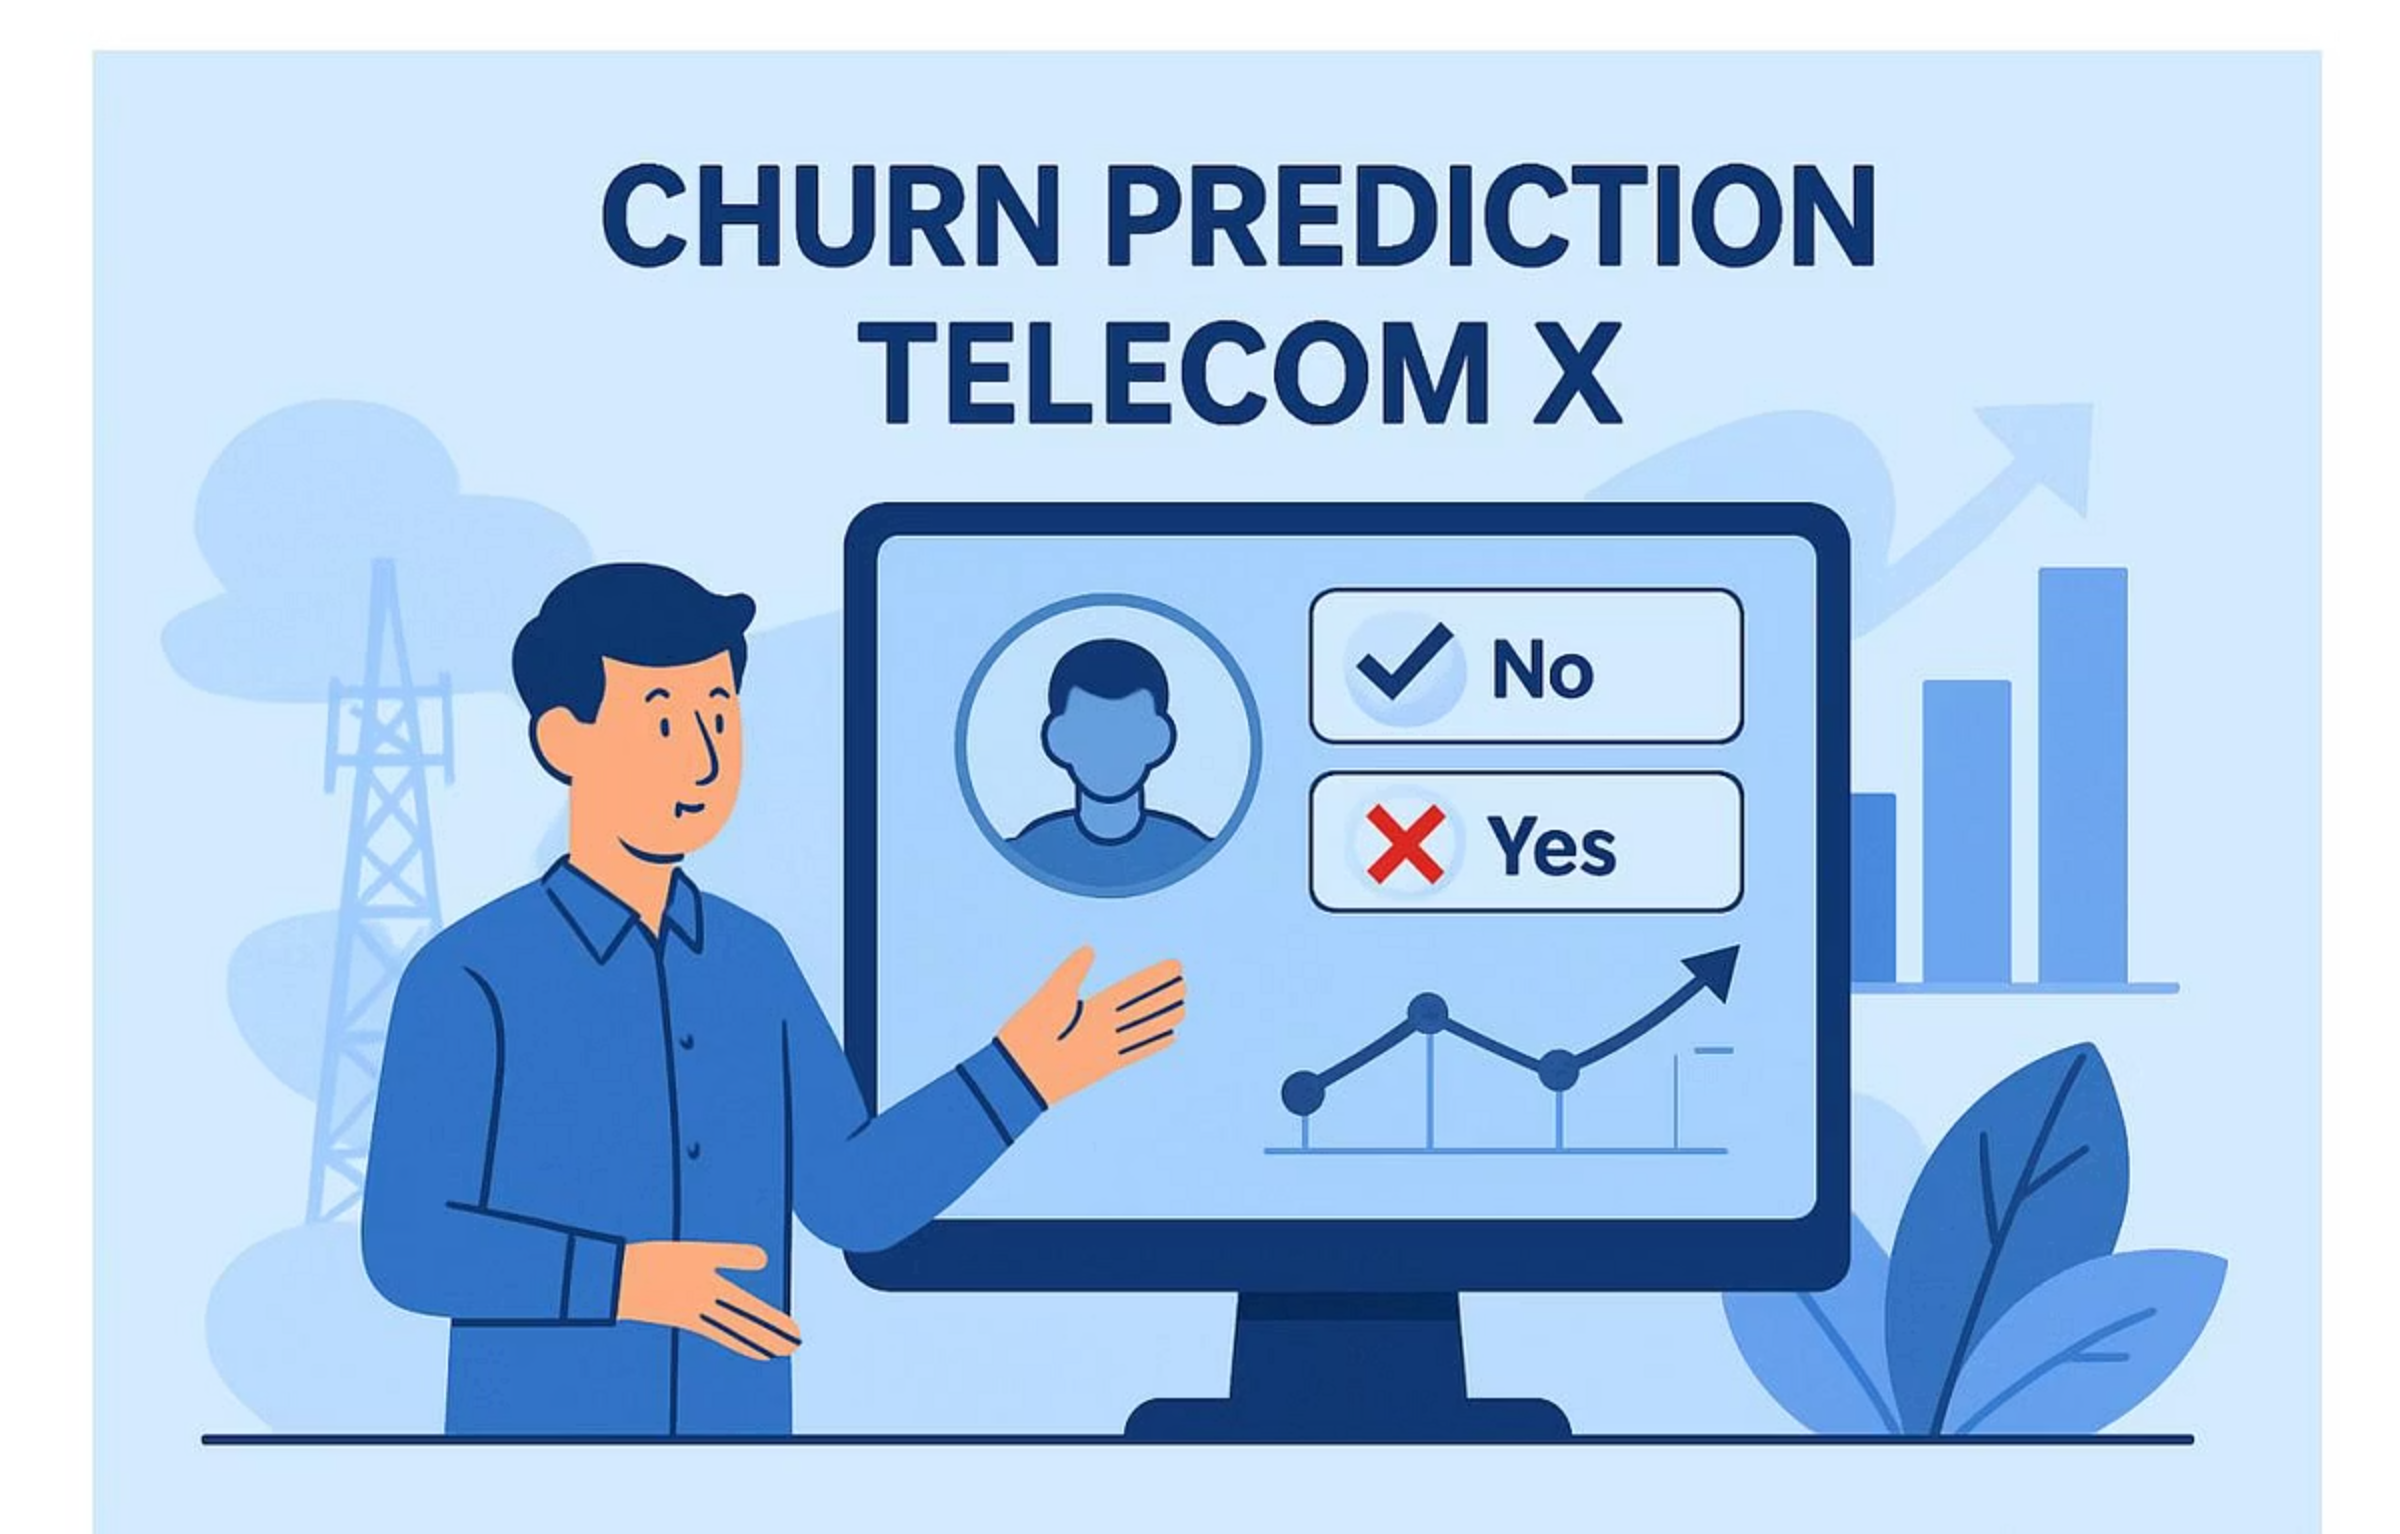 CHURN PREDICTION
TELECOM X
No
Yes